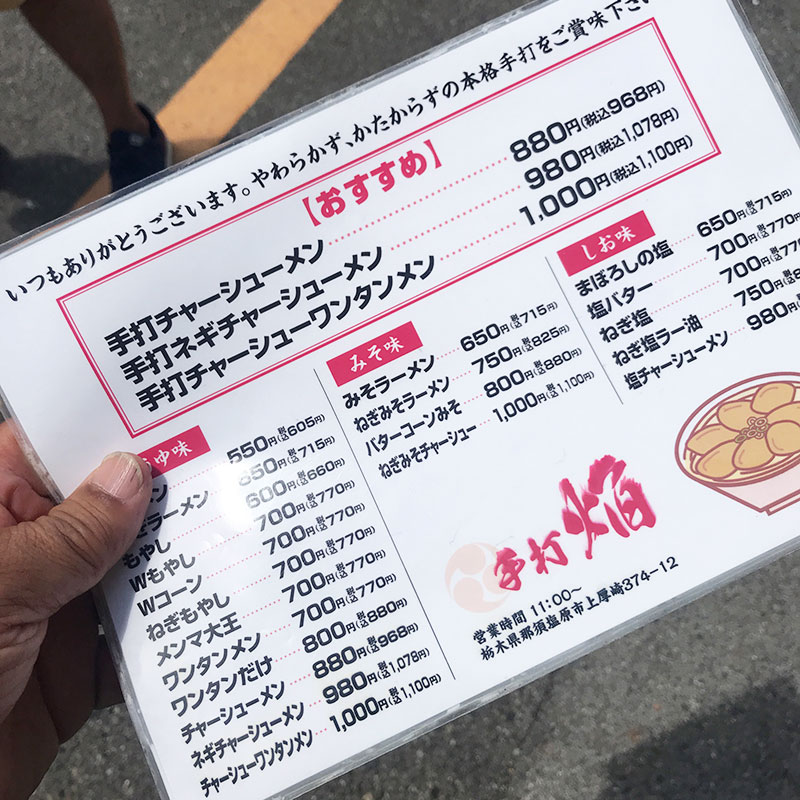 いつもありがとうございます。やわらかず、かたからずの本格手打をご賞味下さい
【おすすめ】
手打チャーシューメン 880円(税込968円)
手打ネギチャーシューメン 980円(税込1,078円)
手打チャーシューワンタンメン 1,000円(税込1,100円)
ゆ味
ン 550円(税込605円)
ラーメン 650円(税込715円)
もやし 600円(税込660円)
Wもやし 700円(税込770円)
Wコーン 700円(税込770円)
ねぎもやし 700円(税込770円)
メンマ大王 700円(税込770円)
ワンタンメン 700円(税込770円)
ワンタンだけ 800円(税込880円)
チャーシューメン 880円(税込968円)
ネギチャーシューメン 980円(税込1,078円)
チャーシューワンタンメン 1,000円(税込1,100円)
みそ味
みそラーメン 650円(税込715円)
ねぎみそラーメン 750円(税込825円)
バターコーンみそ 800円(税込880円)
ねぎみそチャーシュー 1,000円(税込1,100円)
しお味
まぼろしの塩 650円(税込715円)
塩バター 700円(税込770円)
ねぎ塩 700円(税込770
ねぎ塩ラー油 750円(税込
塩チャーシューメン 980円(税込
手打 焔
営業時間 11:00～
栃木県那須塩原市上厚崎374-12